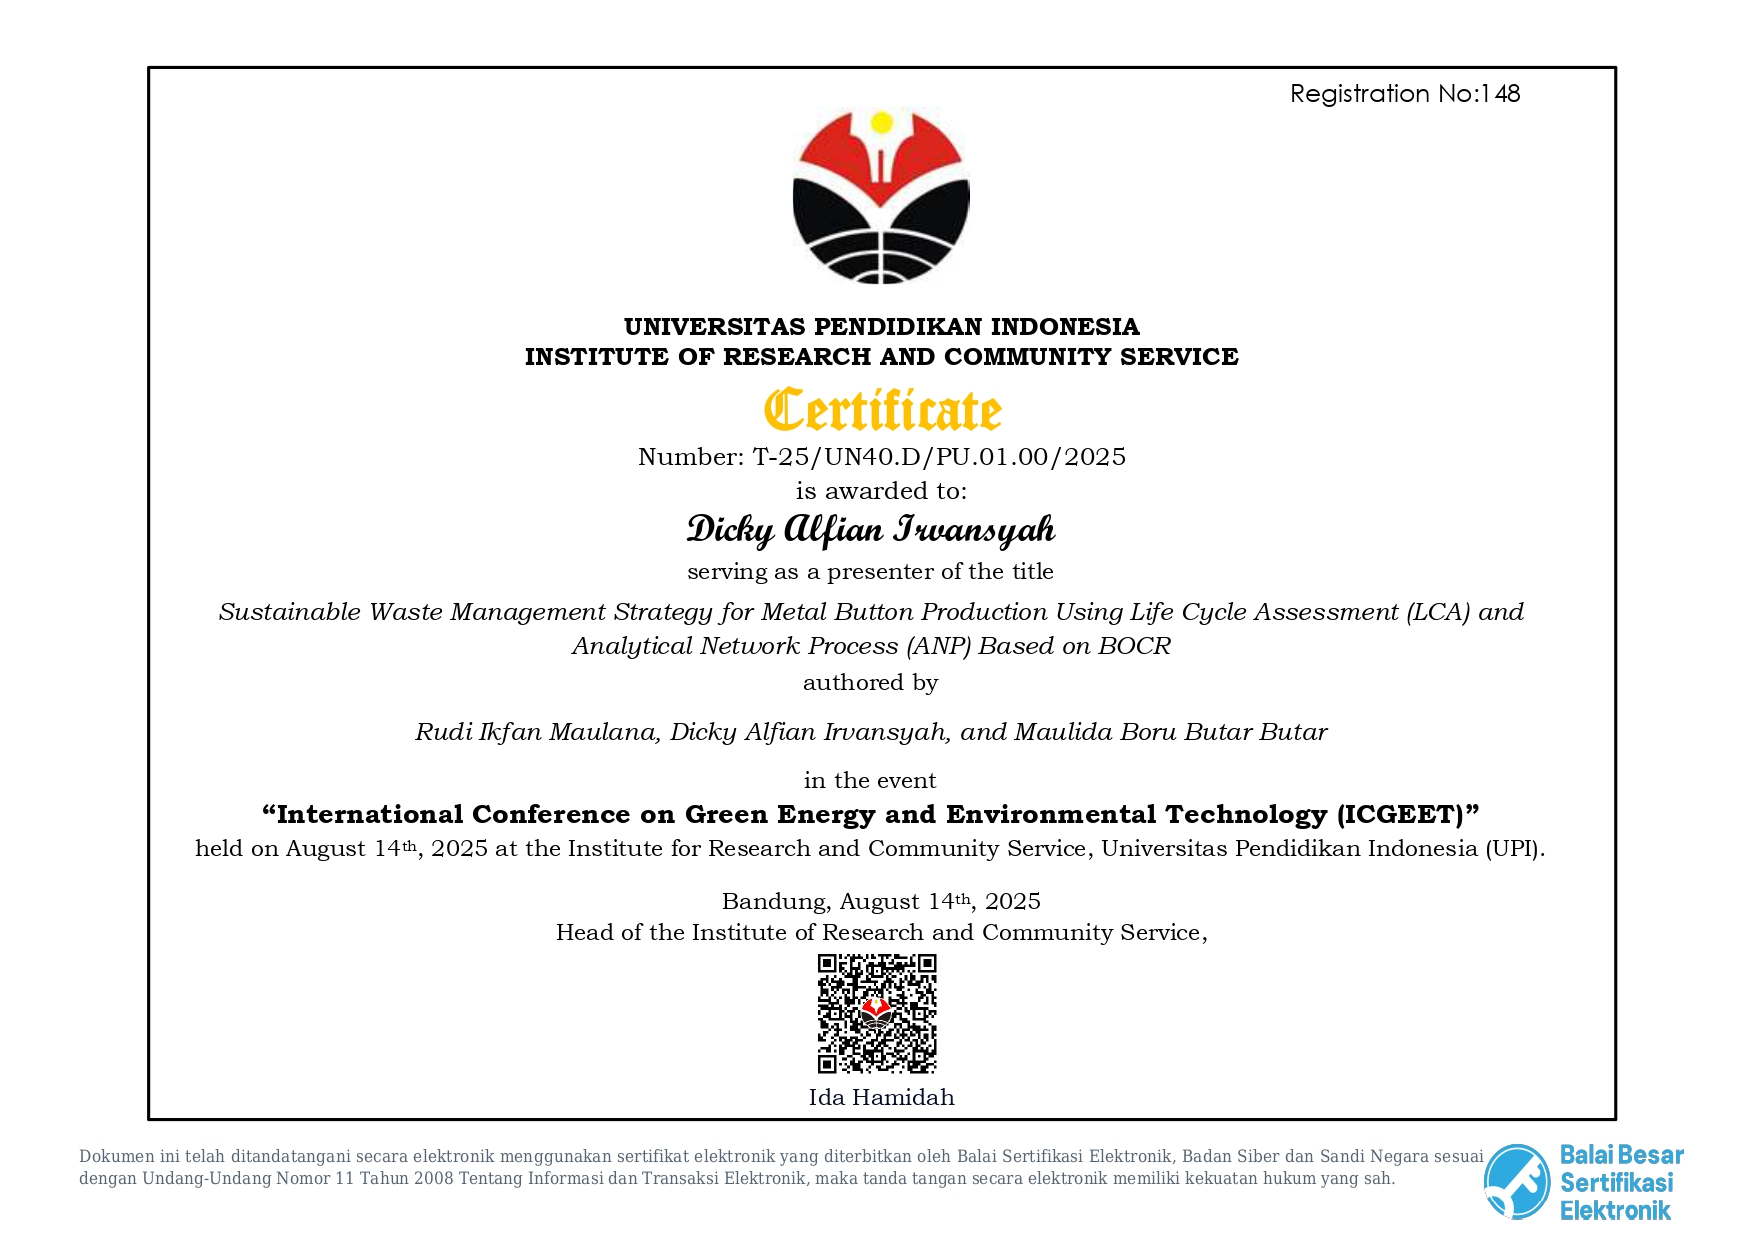 Registration No:148
UNIVERSITAS PENDIDIKAN INDONESIA
INSTITUTE OF RESEARCH AND COMMUNITY SERVICE
Certificate
Number: T-25/UN40.D/PU.01.00/2025
is awarded to:
Dicky Alfian Irvansyah
serving as a presenter of the title
Sustainable Waste Management Strategy for Metal Button Production Using Life Cycle Assessment (LCA) and
Analytical Network Process (ANP) Based on BOCR
authored by
Rudi Ikfan Maulana, Dicky Alfian Irvansyah, and Maulida Boru Butar Butar
in the event
“International Conference on Green Energy and Environmental Technology (ICGEET)”
held on August 14th, 2025 at the Institute for Research and Community Service, Universitas Pendidikan Indonesia (UPI).
Bandung, August 14th, 2025
Head of the Institute of Research and Community Service,
Ida Hamidah
Dokumen ini telah ditandatangani secara elektronik menggunakan sertifikat elektronik yang diterbitkan oleh Balai Sertifikasi Elektronik, Badan Siber dan Sandi Negara sesuai
dengan Undang-Undang Nomor 11 Tahun 2008 Tentang Informasi dan Transaksi Elektronik, maka tanda tangan secara elektronik memiliki kekuatan hukum yang sah.
Balai Besar
Sertifikasi
Elektronik